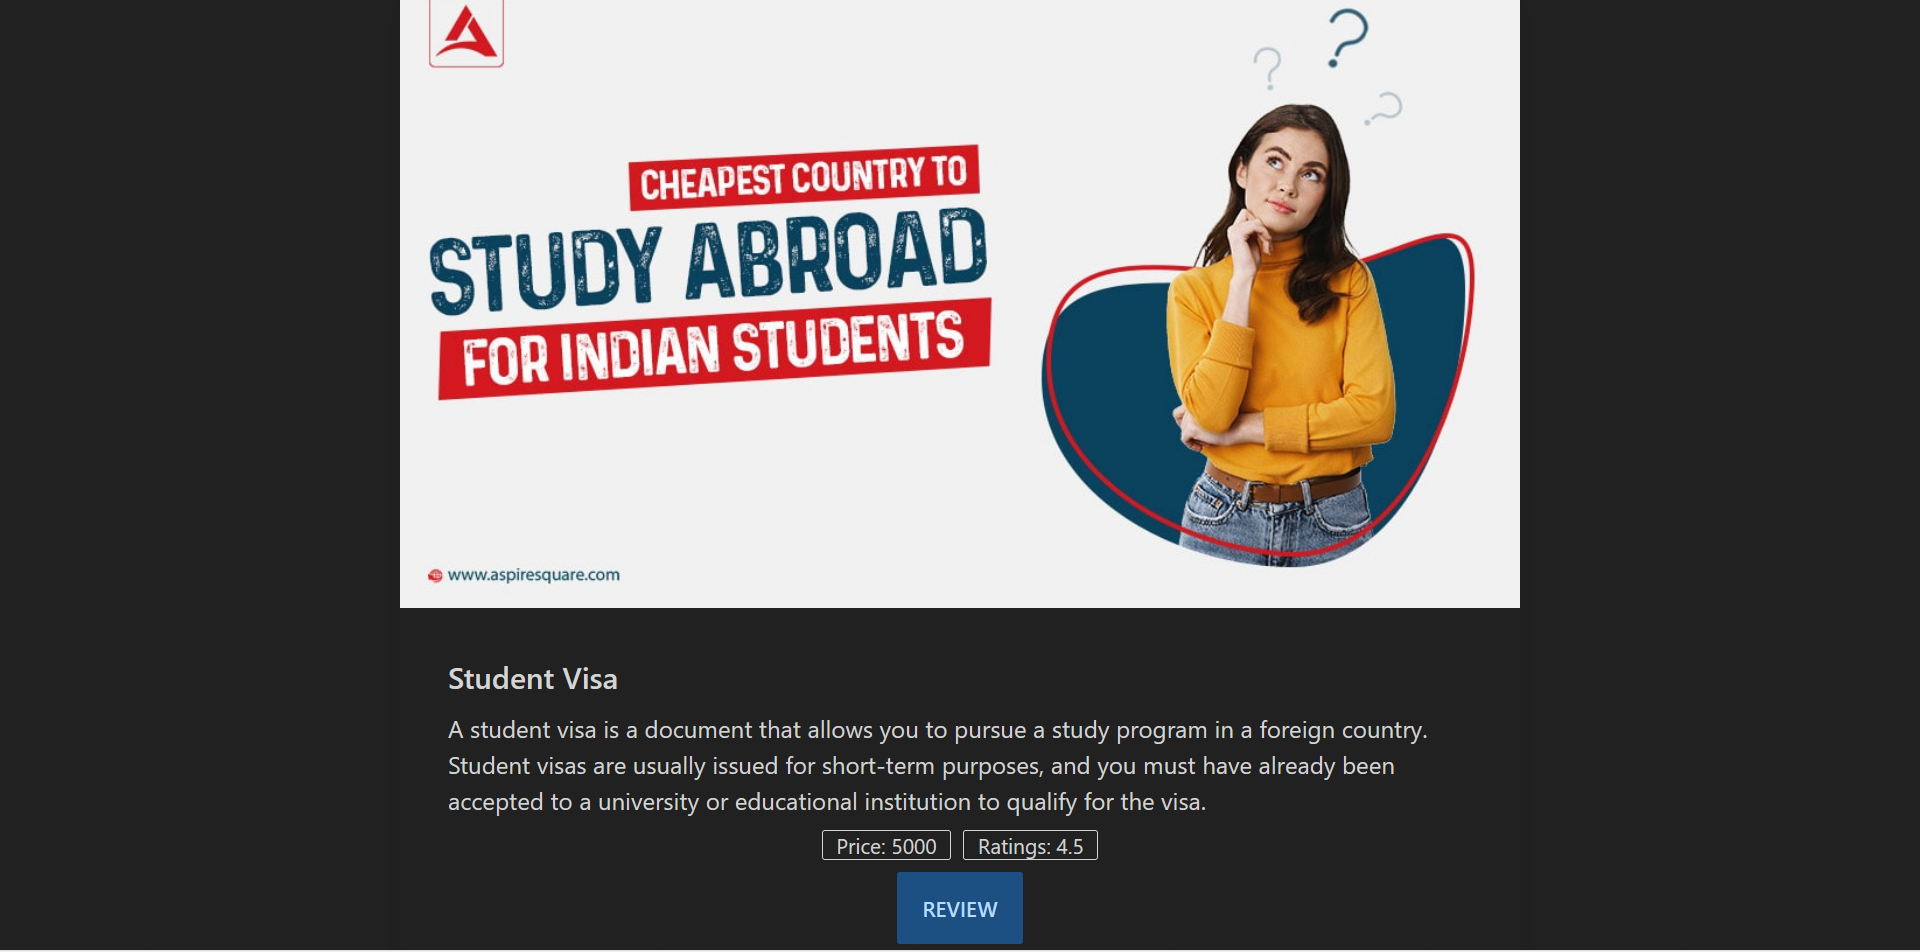 CHEAPEST COUNTRY TO
STUDY ABROAD
FOR INDIAN STUDENTS
www.aspiresquare.com
Student Visa
A student visa is a document that allows you to pursue a study program in a foreign country.
Student visas are usually issued for short-term purposes, and you must have already been
accepted to a university or educational institution to qualify for the visa.
Price: 5000 Ratings: 4.5
REVIEW